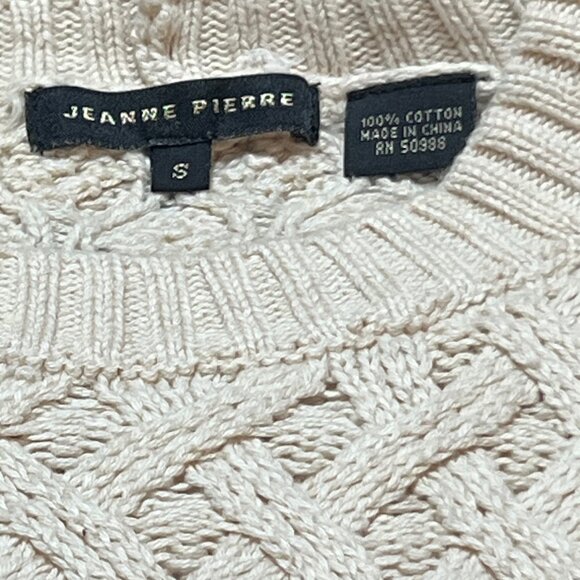 JEANNE PIERRE
S
100% COTTON
MADE IN CHINA
RN 50988